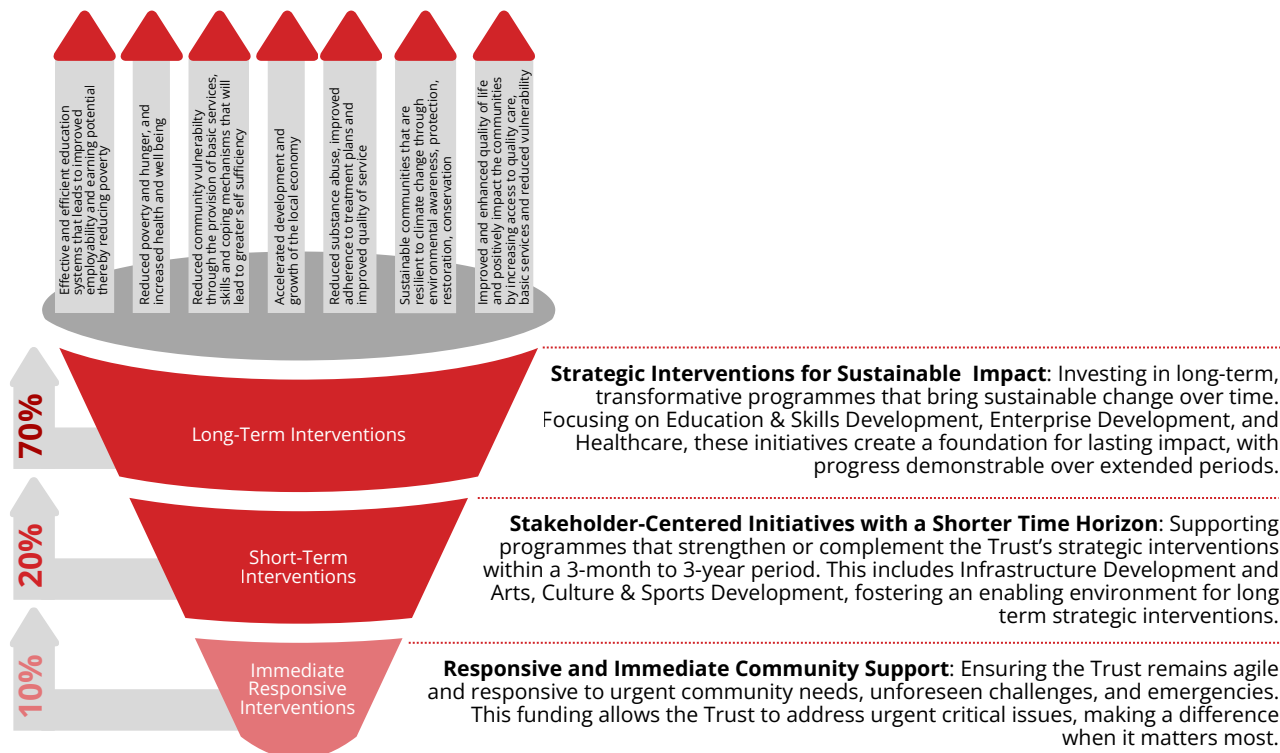 Effective and efficient education
systems that leads to improved
employability and earning potential
thereby reducing poverty
Reduced poverty and hunger, and
increased health and well being
Reduced community vulnerabilty
through the provision of basic services,
skills and coping mechanisms that will
lead to greater self sufficiency
Accelerated development and
growth of the local economy
Reduced substance abuse, improved
adherence to treatment plans and
improved quality of service
Sustainable communities that are
resilient to climate change through
environmental awareness, protection,
restoration, conservation
Improved and enhanced quality of life
and positively impact the communities
by increasing access to quality care,
basic services and reduced vulnerability
70%
Long-Term Interventions
Strategic Interventions for Sustainable Impact: Investing in long-term,
transformative programmes that bring sustainable change over time.
Focusing on Education & Skills Development, Enterprise Development, and
Healthcare, these initiatives create a foundation for lasting impact, with
progress demonstrable over extended periods.
20%
Short-Term
Interventions
Stakeholder-Centered Initiatives with a Shorter Time Horizon: Supporting
programmes that strengthen or complement the Trust's strategic interventions
within a 3-month to 3-year period. This includes Infrastructure Development and
Arts, Culture & Sports Development, fostering an enabling environment for long
term strategic interventions.
10%
Immediate
Responsive
Interventions
Responsive and Immediate Community Support: Ensuring the Trust remains agile
and responsive to urgent community needs, unforeseen challenges, and emergencies.
This funding allows the Trust to address urgent critical issues, making a difference
when it matters most.